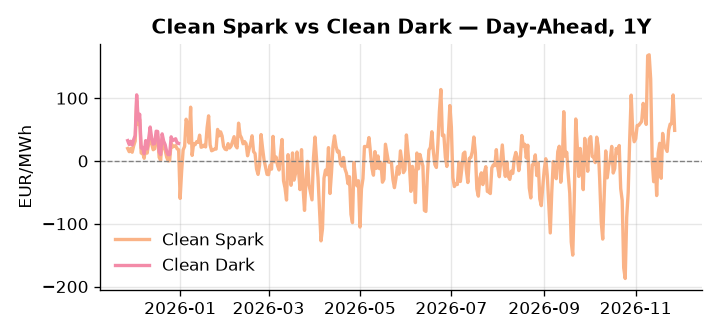 Clean Spark vs Clean Dark — Day-Ahead, 1Y
EUR/MWh
100
0
−100
−200
Clean Spark
Clean Dark
2026-01 2026-03 2026-05 2026-07 2026-09 2026-11